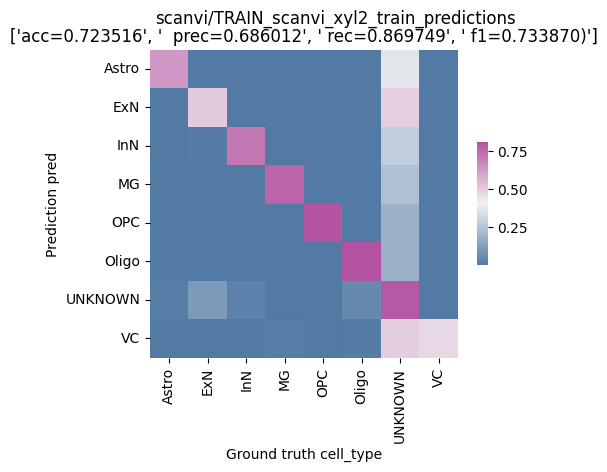 scanvi/TRAIN_scanvi_xyl2_train_predictions
['acc=0.723516', '  prec=0.686012', ' rec=0.869749', ' f1=0.733870)']
Prediction pred
Astro
ExN
InN
MG
OPC
Oligo
UNKNOWN
VC
0.75
0.50
0.25
Astro
ExN
InN
MG
OPC
Oligo
UNKNOWN
VC
Ground truth cell_type